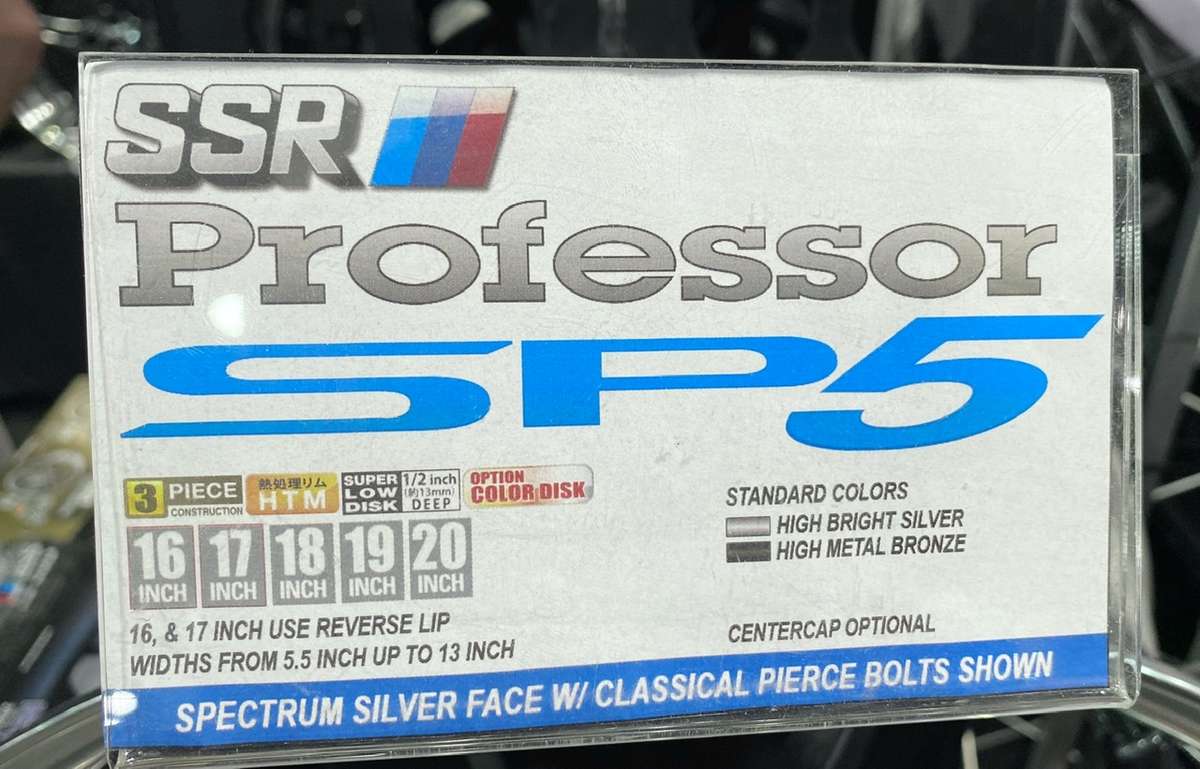 SSR
Professor
SP5
3 PIECE CONSTRUCTION
熱処理リム HTM
SUPER LOW DISK 1/2 inch (約13mm) DEEP
OPTION COLOR DISK
16 INCH 17 INCH 18 INCH 19 INCH 20 INCH
16, & 17 INCH USE REVERSE LIP
WIDTHS FROM 5.5 INCH UP TO 13 INCH
STANDARD COLORS
HIGH BRIGHT SILVER
HIGH METAL BRONZE
CENTERCAP OPTIONAL
SPECTRUM SILVER FACE W/ CLASSICAL PIERCE BOLTS SHOWN